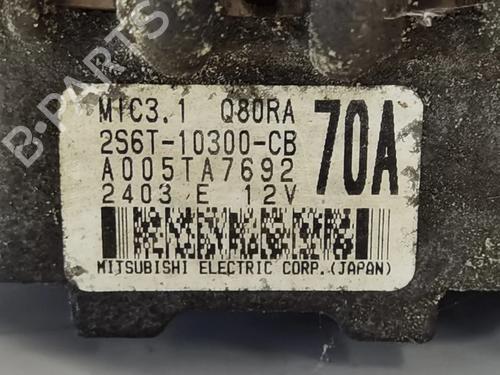 B-PARTS
MIC3.1 Q80RA
70A
2S6T-10300-CB
A005TA7692
2403 E 12V
MITSUBISHI ELECTRIC CORP.(JAPAN)